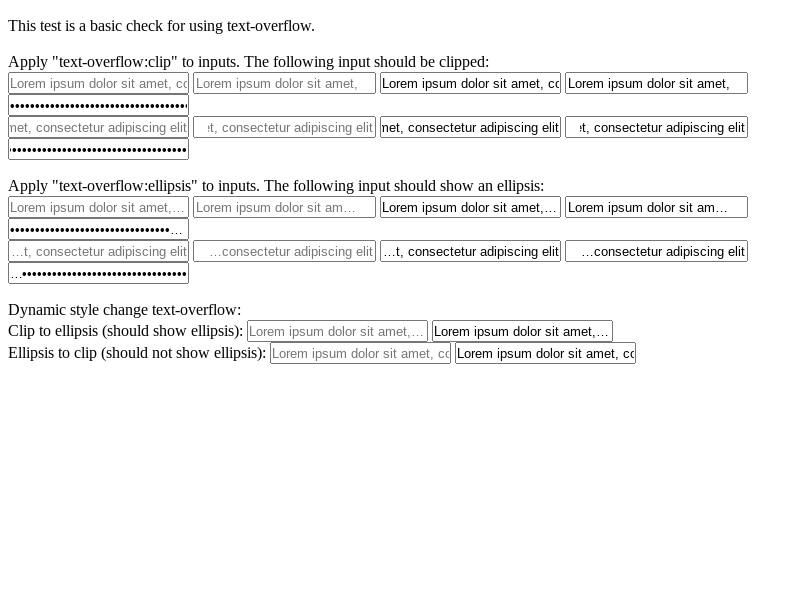 This test is a basic check for using text-overflow.
Apply "text-overflow:clip" to inputs. The following input should be clipped:
Lorem ipsum dolor sit amet, co Lorem ipsum dolor sit amet, Lorem ipsum dolor sit amet, co Lorem ipsum dolor sit amet,
••••••••••••••••••••••••••••••••••••
met, consectetur adipiscing elit et, consectetur adipiscing elit met, consectetur adipiscing elit et, consectetur adipiscing elit
••••••••••••••••••••••••••••••••••••
Apply "text-overflow:ellipsis" to inputs. The following input should show an ellipsis:
Lorem ipsum dolor sit amet,… Lorem ipsum dolor sit am… Lorem ipsum dolor sit amet,… Lorem ipsum dolor sit am…
••••••••••••••••••••••••••••••••…
…t, consectetur adipiscing elit …consectetur adipiscing elit …t, consectetur adipiscing elit …consectetur adipiscing elit
…•••••••••••••••••••••••••••••••••
Dynamic style change text-overflow:
Clip to ellipsis (should show ellipsis): Lorem ipsum dolor sit amet,… Lorem ipsum dolor sit amet,…
Ellipsis to clip (should not show ellipsis): Lorem ipsum dolor sit amet, co Lorem ipsum dolor sit amet, co